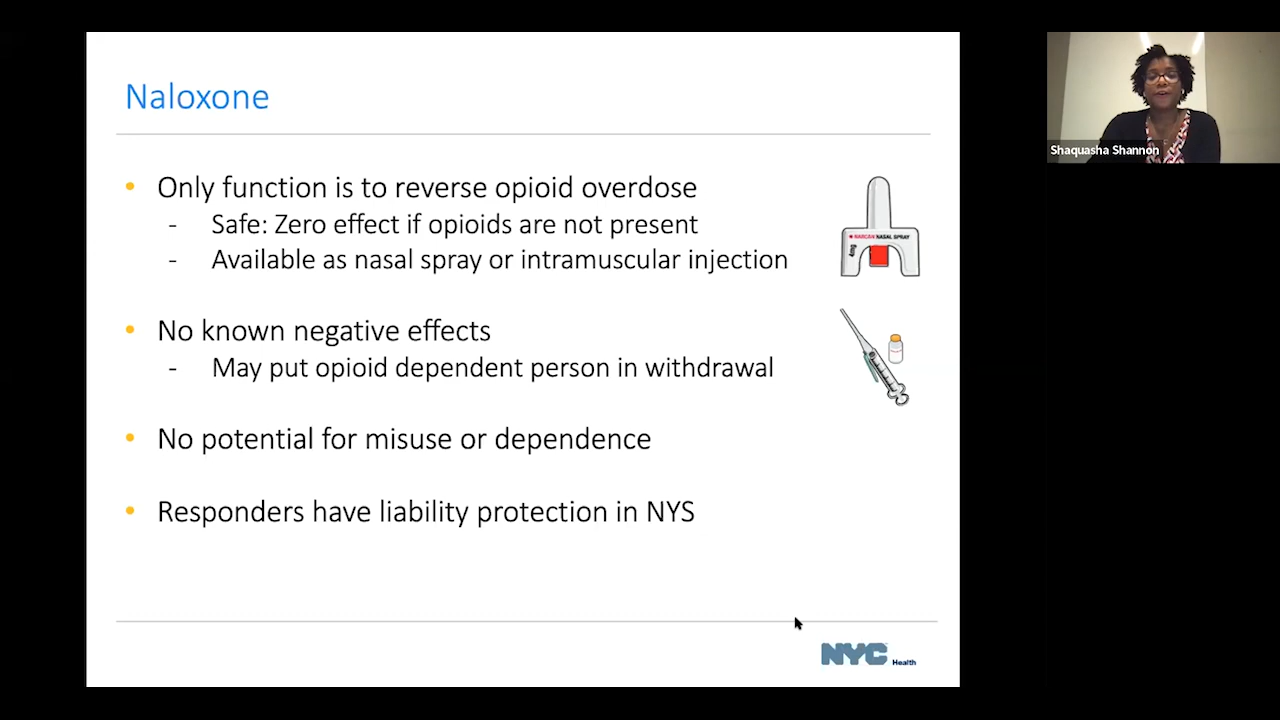 Naloxone
• Only function is to reverse opioid overdose
- Safe: Zero effect if opioids are not present
- Available as nasal spray or intramuscular injection
NARCAN NASAL SPRAY
4mg
• No known negative effects
- May put opioid dependent person in withdrawal
• No potential for misuse or dependence
• Responders have liability protection in NYS
NYC Health
Shaquasha Shannon